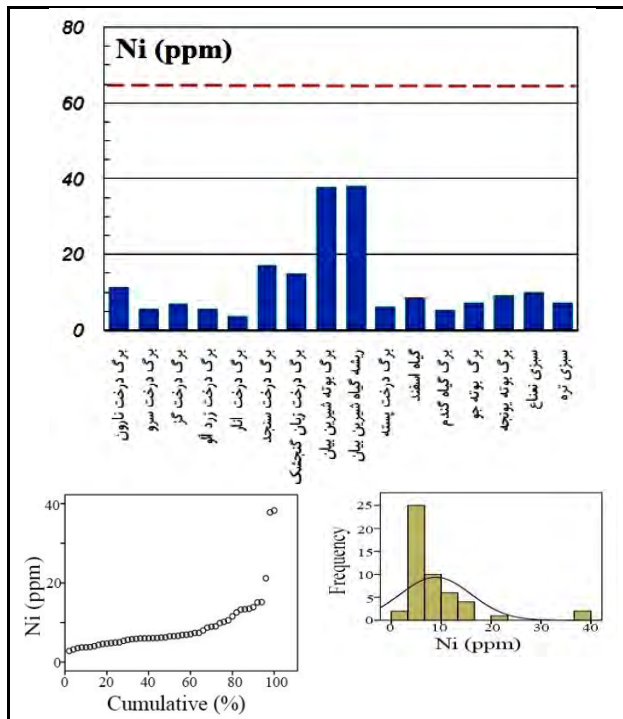 Ni (ppm)
80
60
40
20
0
برگ درخت نارون
برگ درخت سرو
برگ درخت گز
برگ درخت زرد آلو
برگ درخت انار
برگ درخت سنجد
برگ درخت زبان گنجشک
برگ بوته شیرین بیان
ریشه گیاه شیرین بیان
برگ درخت پسته
گیاه اسفند
برگ گیاه گندم
برگ بوته جو
برگ بوته یونجه
سبزی نعناع
سبزی تره
Ni (ppm)
40
20
0
0 20 40 60 80 100
Cumulative (%)
Frequency
25
20
15
10
5
0
0 10 20 30 40
Ni (ppm)